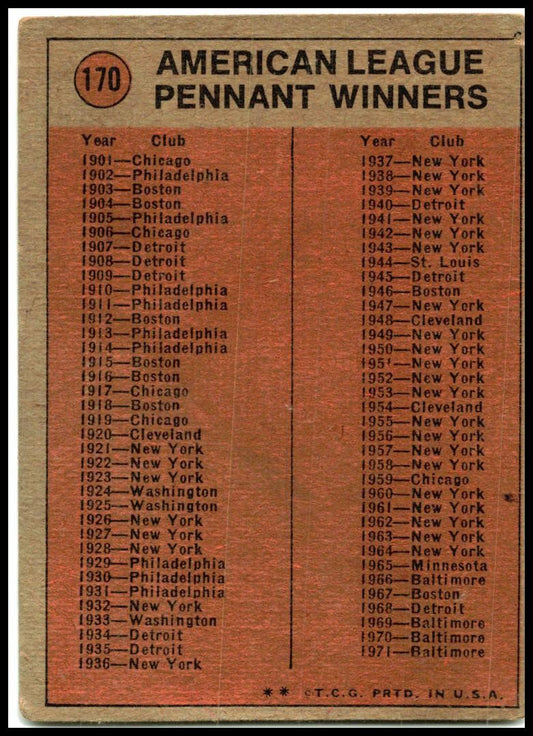 170
AMERICAN LEAGUE
PENNANT WINNERS
Year Club
1901—Chicago
1902—Philadelphia
1903—Boston
1904—Boston
1905—Philadelphia
1906—Chicago
1907—Detroit
1908—Detroit
1909—Detroit
1910—Philadelphia
1911—Philadelphia
1912—Boston
1913—Philadelphia
1914—Philadelphia
1915—Boston
1916—Boston
1917—Chicago
1918—Boston
1919—Chicago
1920—Cleveland
1921—New York
1922—New York
1923—New York
1924—Washington
1925—Washington
1926—New York
1927—New York
1928—New York
1929—Philadelphia
1930—Philadelphia
1931—Philadelphia
1932—New York
1933—Washington
1934—Detroit
1935—Detroit
1936—New York
Year Club
1937—New York
1938—New York
1939—New York
1940—Detroit
1941—New York
1942—New York
1943—New York
1944—St. Louis
1945—Detroit
1946—Boston
1947—New York
1948—Cleveland
1949—New York
1950—New York
1951—New York
1952—New York
1953—New York
1954—Cleveland
1955—New York
1956—New York
1957—New York
1958—New York
1959—Chicago
1960—New York
1961—New York
1962—New York
1963—New York
1964—New York
1965—Minnesota
1966—Baltimore
1967—Boston
1968—Detroit
1969—Baltimore
1970—Baltimore
1971—Baltimore
** ©T.C.G. PRTD. IN U.S.A.